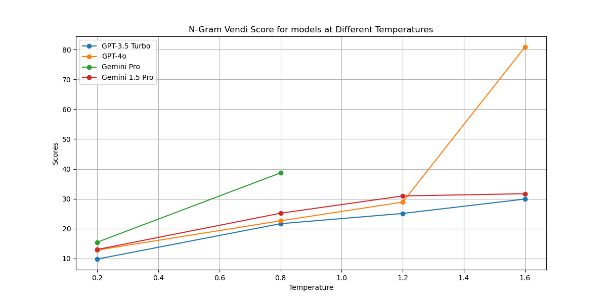 N-Gram Vendi Score for models at Different Temperatures
GPT-3.5 Turbo
GPT-4o
Gemini Pro
Gemini 1.5 Pro
Scores
80
70
60
50
40
30
20
10
0.2 0.4 0.6 0.8 1.0 1.2 1.4 1.6
Temperature